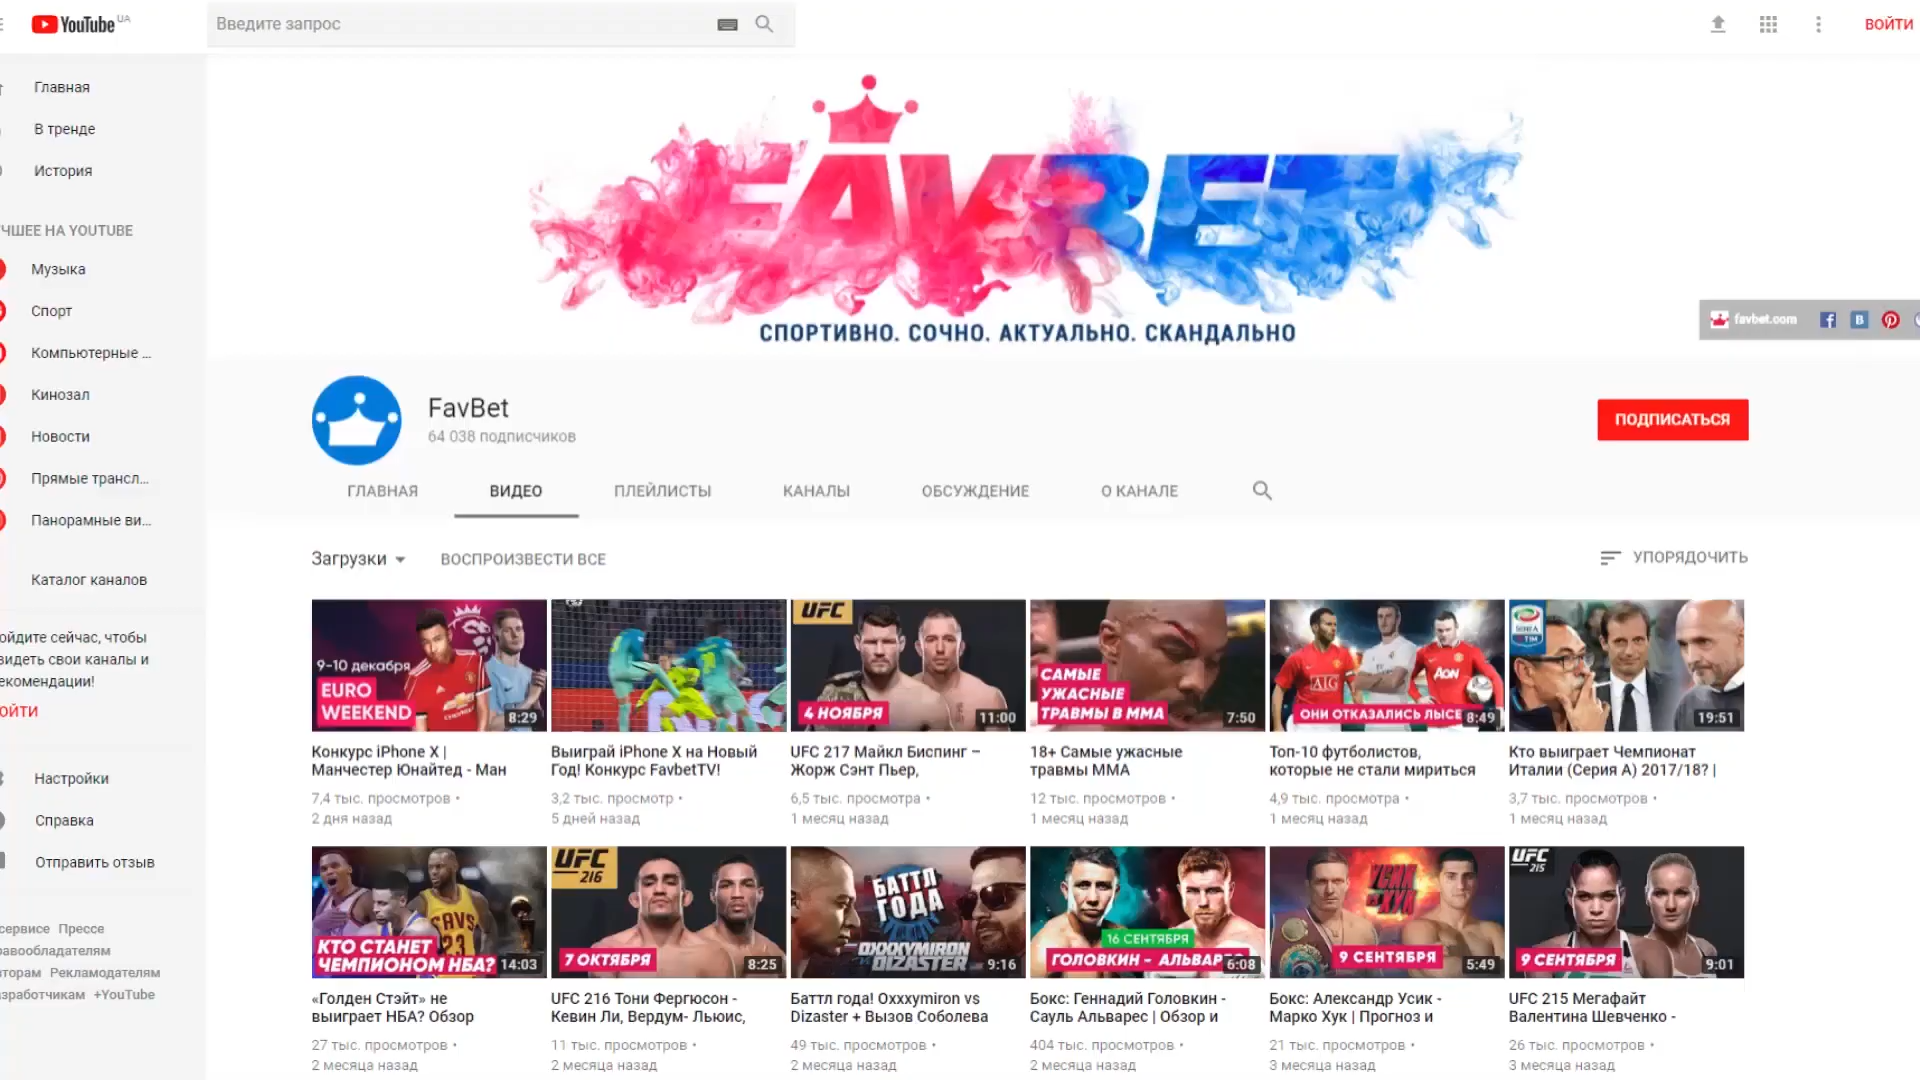 YouTube UA
Введите запрос
ВОЙТИ
Главная
В тренде
История
ЧШЕЕ НА YOUTUBE
Музыка
Спорт
Компьютерные ...
Кинозал
Новости
Прямые трансл...
Панорамные ви...
Каталог каналов
ойдите сейчас, чтобы
видеть свои каналы и
екомендации!
ОЙТИ
Настройки
Справка
Отправить отзыв
сервисе Прессе
равообладателям
торам Рекламодателям
зработчикам +YouTube
FAVBET
СПОРТИВНО. СОЧНО. АКТУАЛЬНО. СКАНДАЛЬНО
favbet.com
FavBet
64 038 подписчиков
ПОДПИСАТЬСЯ
ГЛАВНАЯ
ВИДЕО
ПЛЕЙЛИСТЫ
КАНАЛЫ
ОБСУЖДЕНИЕ
О КАНАЛЕ
Загрузки
ВОСПРОИЗВЕСТИ ВСЕ
УПОРЯДОЧИТЬ
9-10 декабря
EURO
WEEKEND
8:29
Конкурс iPhone X |
Манчестер Юнайтед - Ман
7,4 тыс. просмотров •
2 дня назад
Выиграй iPhone X на Новый
Год! Конкурс FavbetTV!
3,2 тыс. просмотр •
5 дней назад
UFC
4 НОЯБРЯ
11:00
UFC 217 Майкл Биспинг –
Жорж Сэнт Пьер,
6,5 тыс. просмотра •
1 месяц назад
САМЫЕ
УЖАСНЫЕ
ТРАВМЫ В ММА
7:50
18+ Самые ужасные
травмы ММА
12 тыс. просмотров •
1 месяц назад
AIG
AON
ОНИ ОТКАЗАЛИСЬ ЛЫСЕ
8:49
Топ-10 футболистов,
которые не стали мириться
4,9 тыс. просмотра •
1 месяц назад
SERIE A
TIM
19:51
Кто выиграет Чемпионат
Италии (Серия А) 2017/18? |
3,7 тыс. просмотров •
1 месяц назад
CAVS
23
КТО СТАНЕТ
ЧЕМПИОНОМ НБА?
14:03
«Голден Стэйт» не
выиграет НБА? Обзор
27 тыс. просмотров •
2 месяца назад
UFC
216
7 ОКТЯБРЯ
8:25
UFC 216 Тони Фергюсон -
Кевин Ли, Вердум- Льюис,
11 тыс. просмотров •
2 месяца назад
БАТТЛ
ГОДА
OXXXYMIRON
DIZASTER
9:16
Баттл года! Oxxxymiron vs
Dizaster + Вызов Соболева
49 тыс. просмотров •
2 месяца назад
16 СЕНТЯБРЯ
ГОЛОВКИН - АЛЬВАР
6:08
Бокс: Геннадий Головкин -
Сауль Альварес | Обзор и
404 тыс. просмотров •
2 месяца назад
УСИК
ХУК
9 СЕНТЯБРЯ
5:49
Бокс: Александр Усик -
Марко Хук | Прогноз и
21 тыс. просмотров •
3 месяца назад
UFC
215
9 СЕНТЯБРЯ
9:01
UFC 215 Мегафайт
Валентина Шевченко -
26 тыс. просмотров •
3 месяца назад